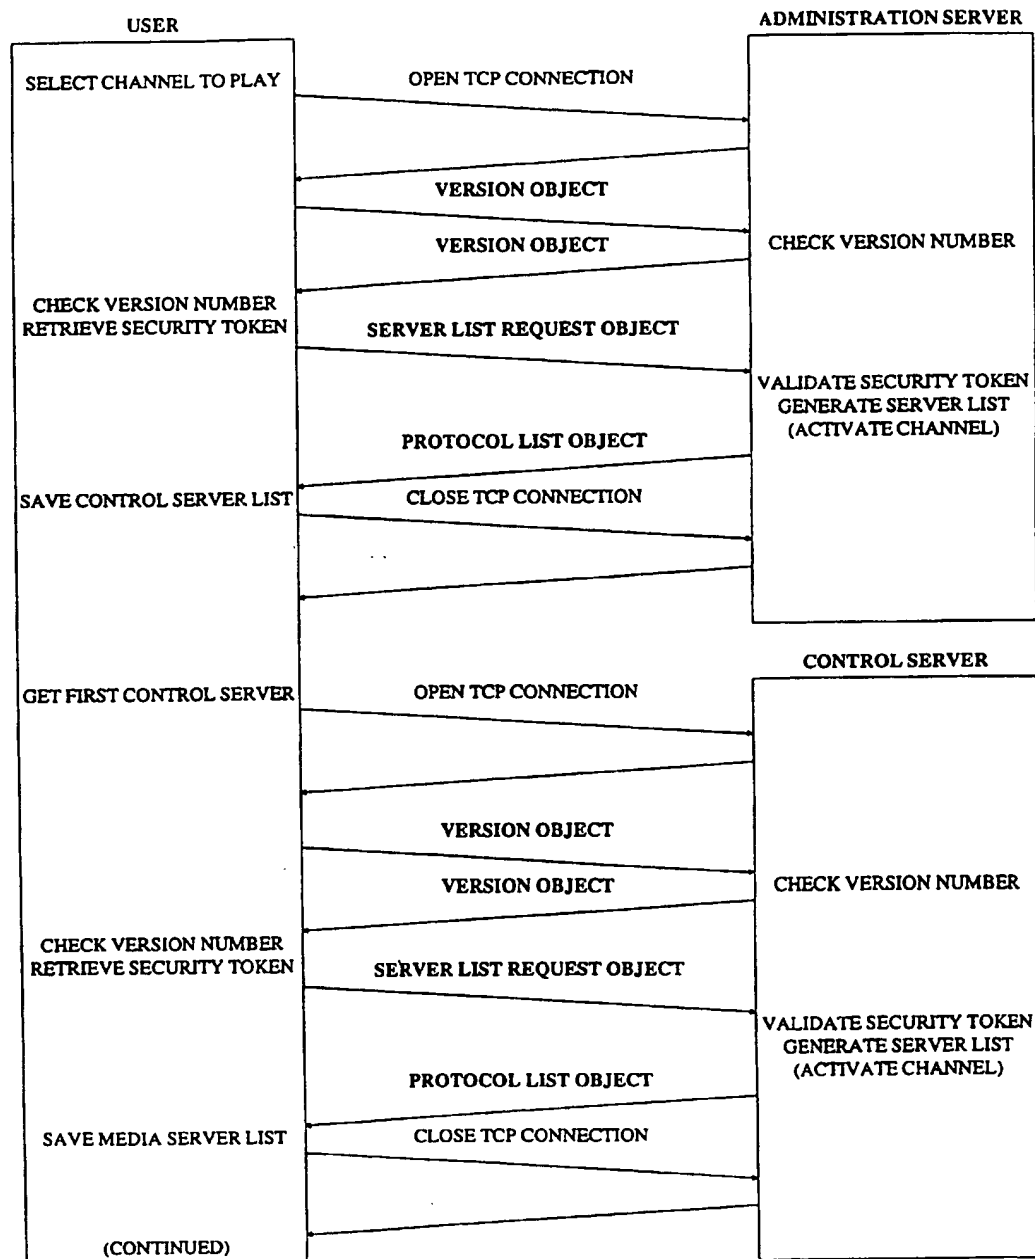 USER
ADMINISTRATION SERVER
SELECT CHANNEL TO PLAY
OPEN TCP CONNECTION
VERSION OBJECT
VERSION OBJECT
CHECK VERSION NUMBER
CHECK VERSION NUMBER
RETRIEVE SECURITY TOKEN
SERVER LIST REQUEST OBJECT
VALIDATE SECURITY TOKEN
GENERATE SERVER LIST
(ACTIVATE CHANNEL)
PROTOCOL LIST OBJECT
SAVE CONTROL SERVER LIST
CLOSE TCP CONNECTION
CONTROL SERVER
GET FIRST CONTROL SERVER
OPEN TCP CONNECTION
VERSION OBJECT
VERSION OBJECT
CHECK VERSION NUMBER
CHECK VERSION NUMBER
RETRIEVE SECURITY TOKEN
SERVER LIST REQUEST OBJECT
VALIDATE SECURITY TOKEN
GENERATE SERVER LIST
(ACTIVATE CHANNEL)
PROTOCOL LIST OBJECT
SAVE MEDIA SERVER LIST
CLOSE TCP CONNECTION
(CONTINUED)